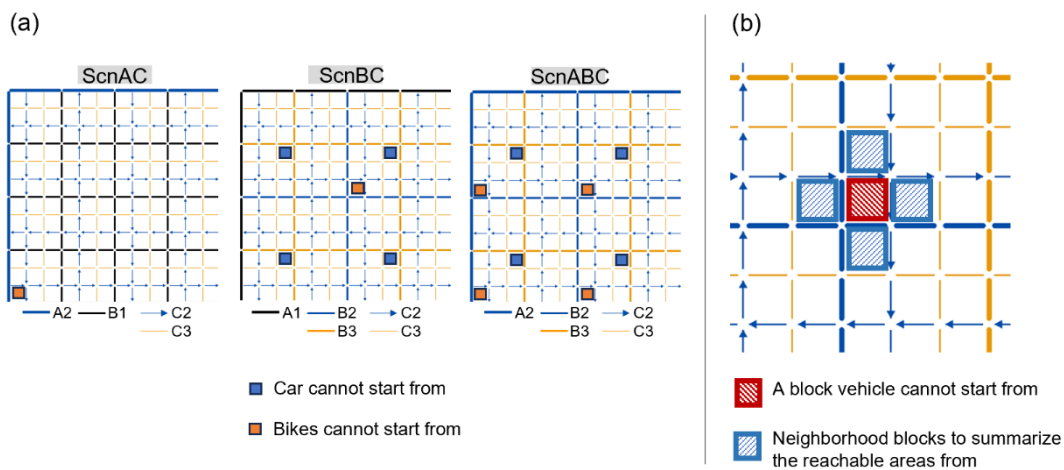 (a)
(b)
ScnAC
ScnBC
ScnABC
A2 B1 C2
C3
A1 B2 C2
B3 C3
A2 B2 C2
B3 C3
Car cannot start from
Bikes cannot start from
A block vehicle cannot start from
Neighborhood blocks to summarize
the reachable areas from